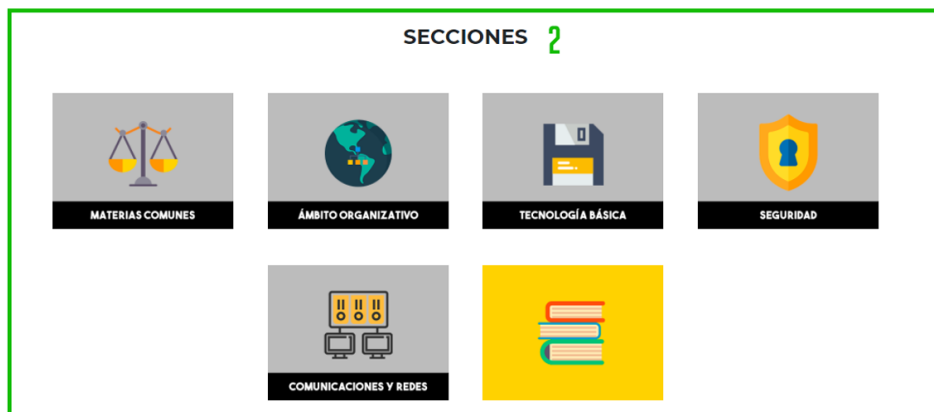 SECCIONES 2
MATERIAS COMUNES
ÁMBITO ORGANIZATIVO
TECNOLOGÍA BÁSICA
SEGURIDAD
COMUNICACIONES Y REDES